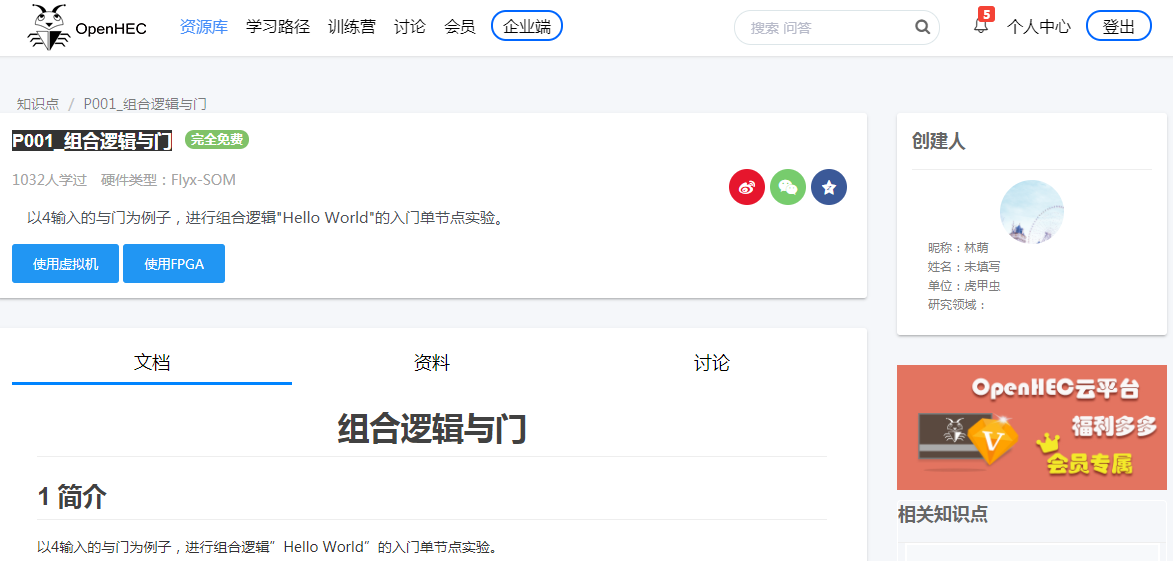 OpenHEC 资源库 学习路径 训练营 讨论 会员 企业端 搜索 问答 5 个人中心 登出
知识点 / P001_组合逻辑与门
P001_组合逻辑与门 完全免费
1032人学过 硬件类型：Flyx-SOM
以4输入的与门为例子，进行组合逻辑"Hello World"的入门单节点实验。
使用虚拟机 使用FPGA
文档 资料 讨论
组合逻辑与门
1 简介
以4输入的与门为例子，进行组合逻辑”Hello World”的入门单节点实验。
创建人
昵称：林萌
姓名：未填写
单位：虎甲虫
研究领域：
OpenHEC云平台
福利多多
V
会员专属
相关知识点